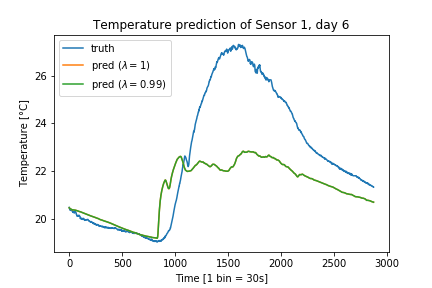 Temperature prediction of Sensor 1, day 6
truth
pred (λ = 1)
pred (λ = 0.99)
Temperature [°C]
26
24
22
20
0
500
1000
1500
2000
2500
3000
Time [1 bin = 30s]